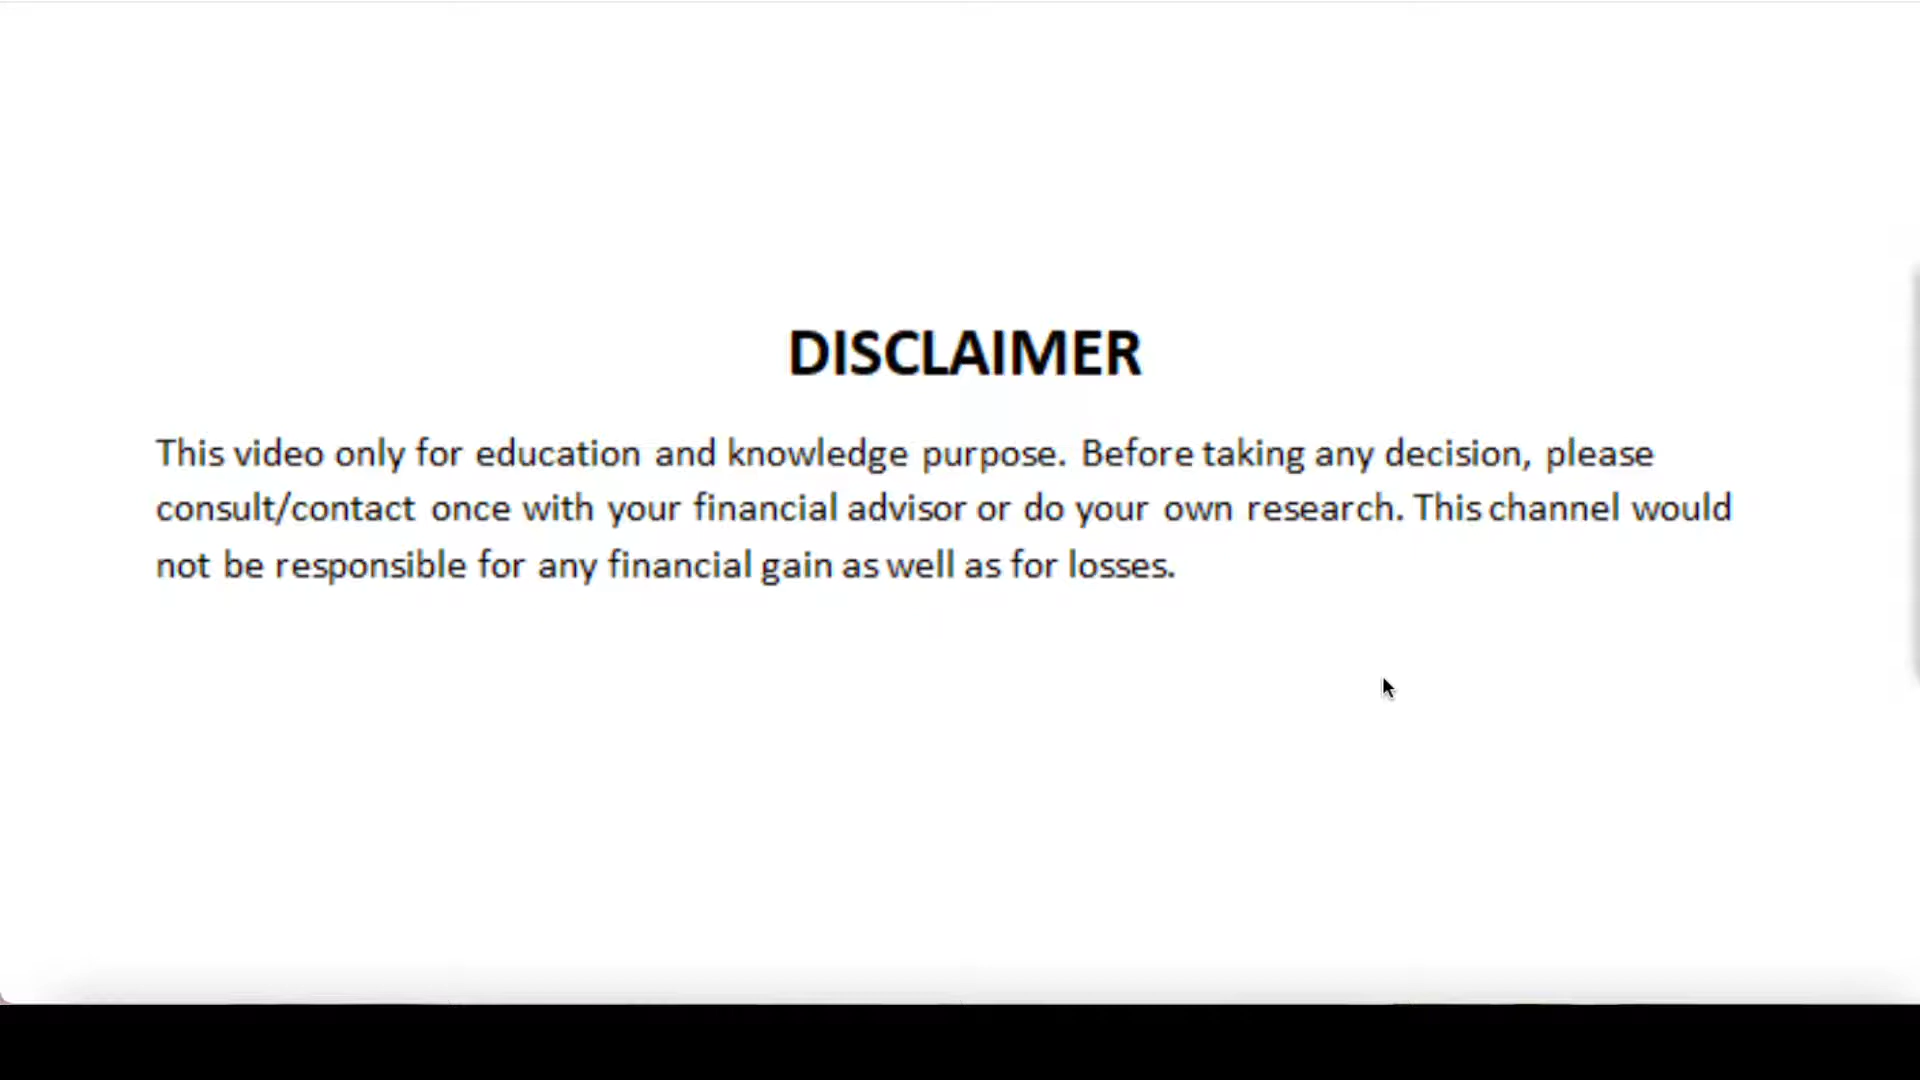 DISCLAIMER
This video only for education and knowledge purpose. Before taking any decision, please
consult/contact once with your financial advisor or do your own research. This channel would
not be responsible for any financial gain as well as for losses.